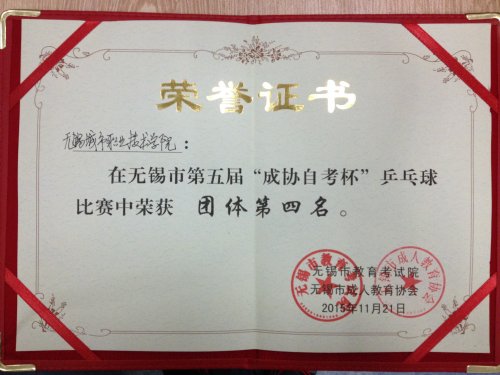 荣誉证书
无锡城市职业技术学院：
在无锡市第五届“成协自考杯”乒乓球
比赛中荣获 团体第四名。
无锡市教育考试院
无锡市成人教育协会
2015年11月21日